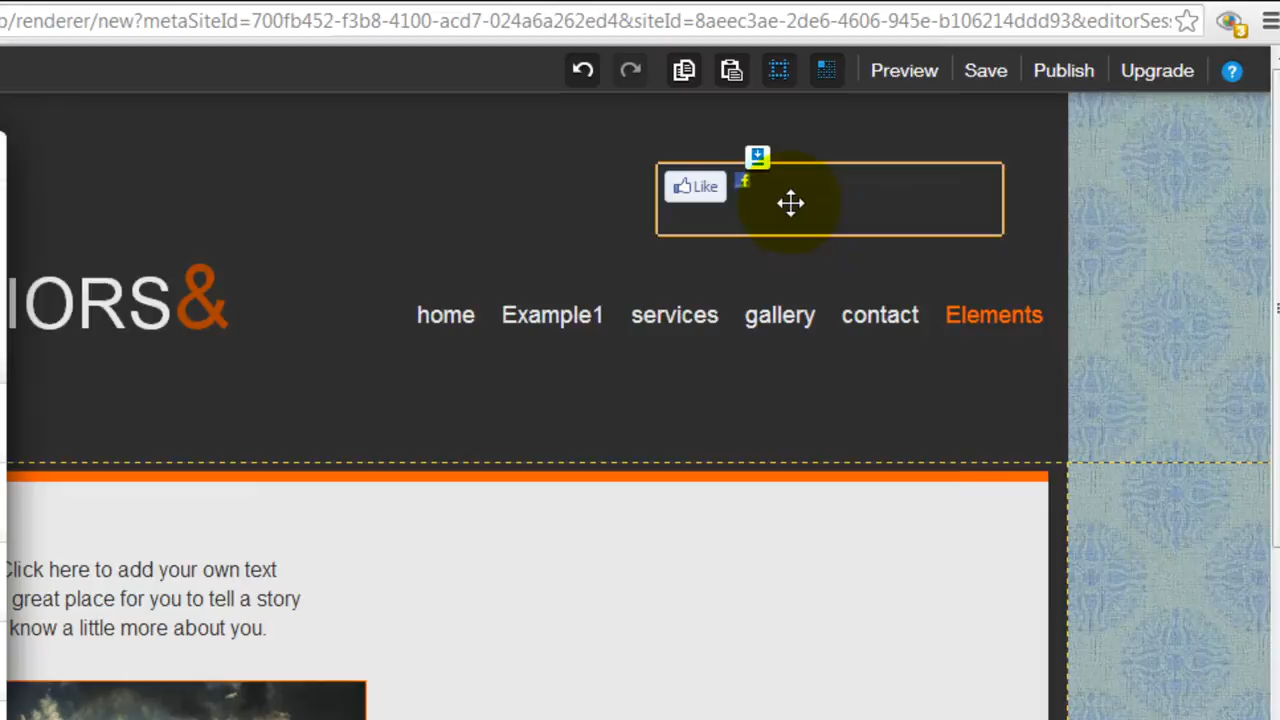 o/renderer/new?metaSiteId=700fb452-f3b8-4100-acd7-024a6a262ed4&siteId=8aeec3ae-2de6-4606-945e-b106214ddd93&editorSes
3
Preview Save Publish Upgrade ?
Like f
IORS&
home Example1 services gallery contact Elements
Click here to add your own text
great place for you to tell a story
know a little more about you.